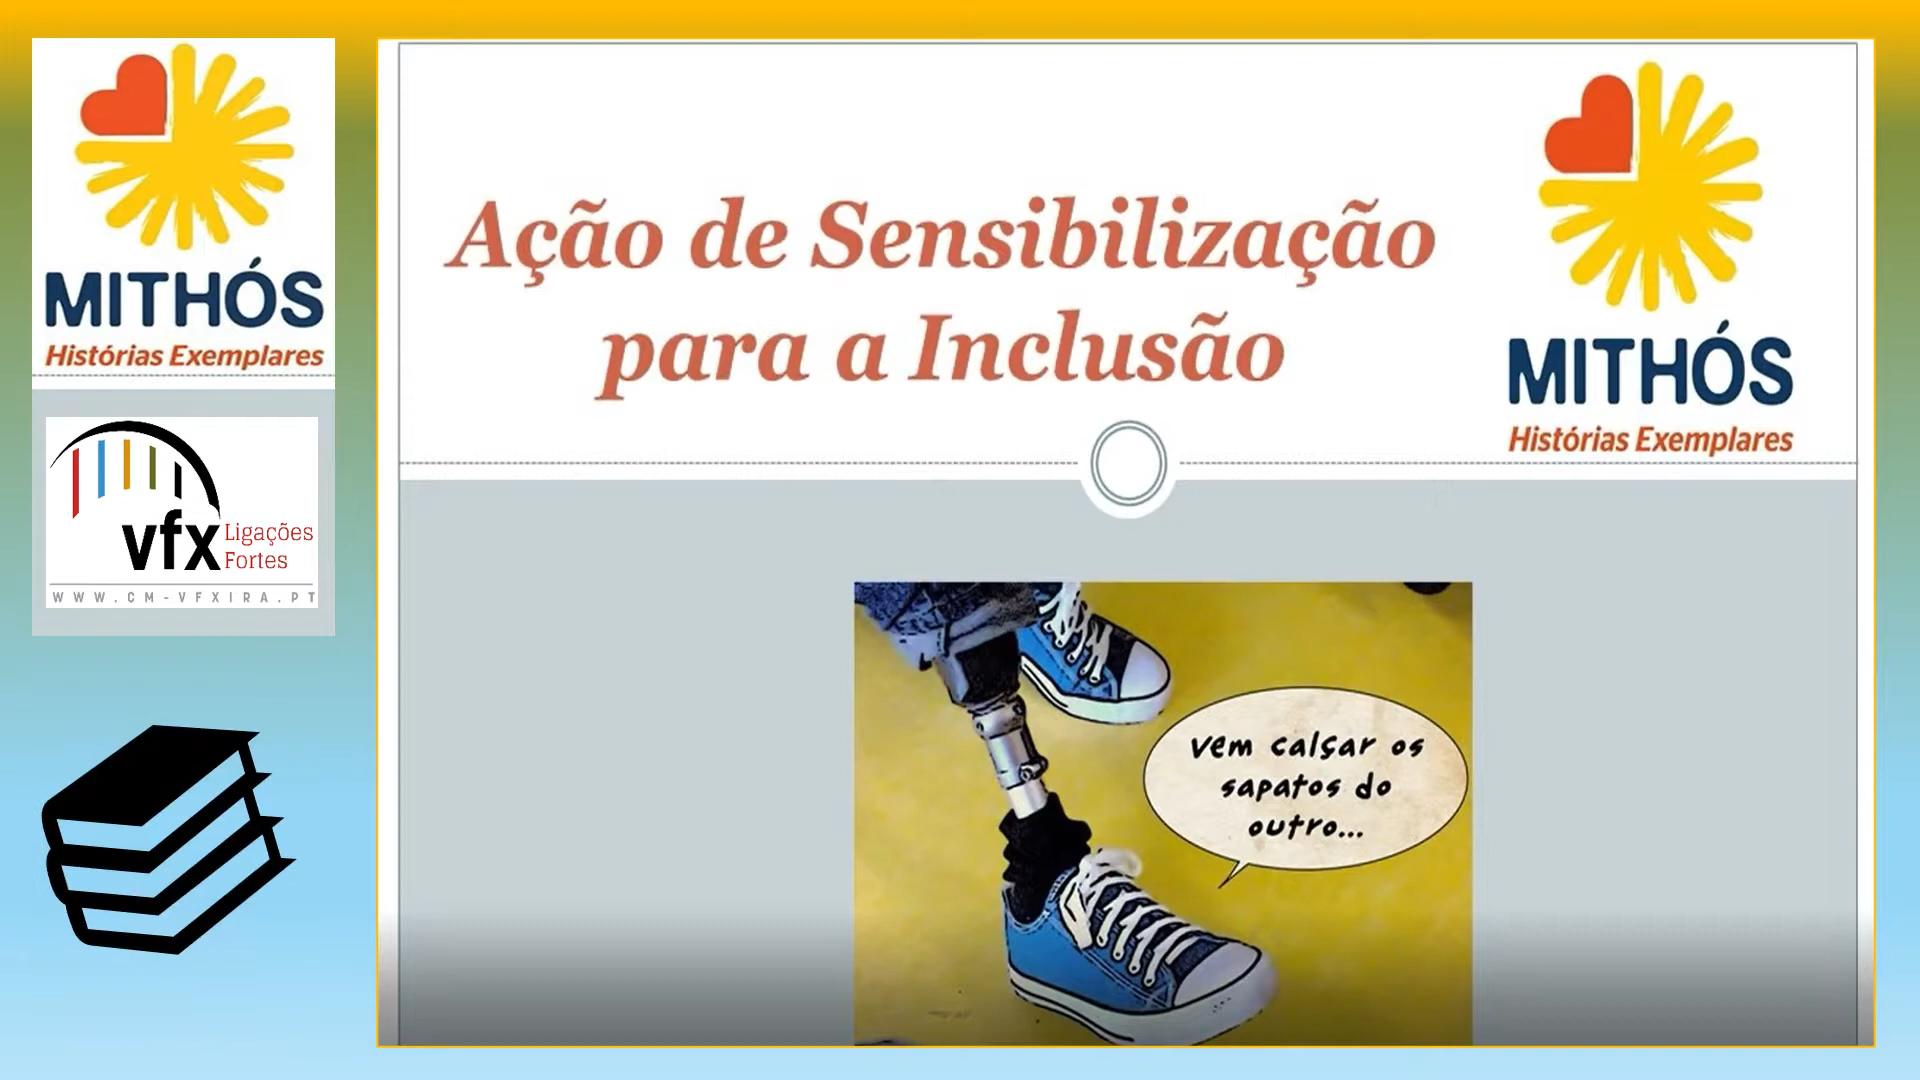 MITHÓS
Histórias Exemplares
vfx Ligações
Fortes
WWW.CM-VFXIRA.PT
Ação de Sensibilização
para a Inclusão
MITHÓS
Histórias Exemplares
Vem calçar os
sapatos do
outro...